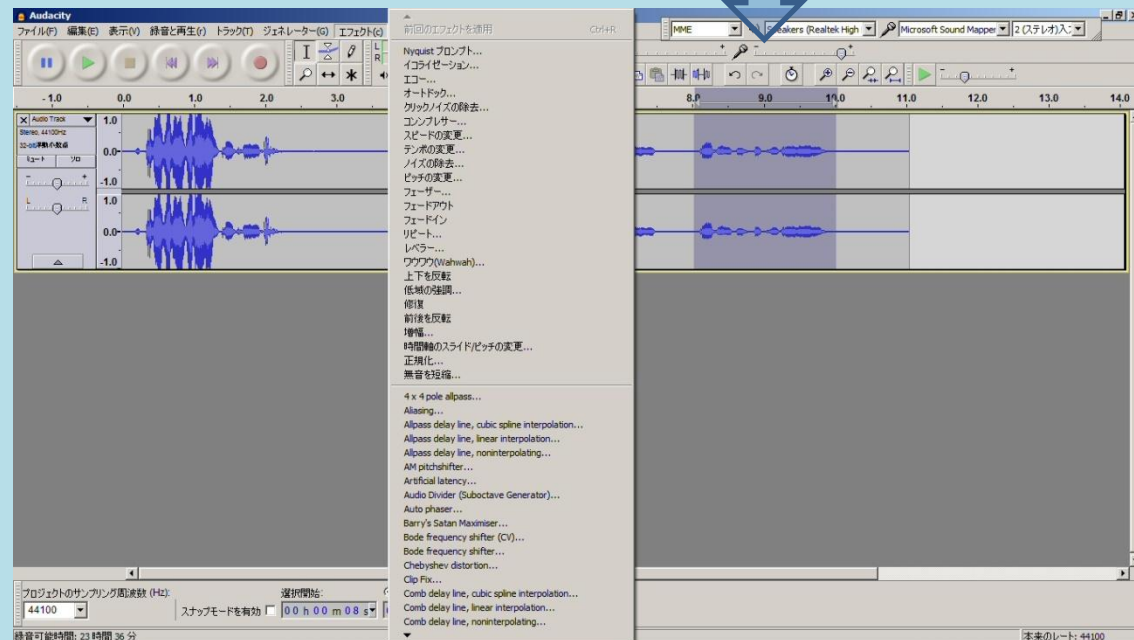 Audacity
ファイル(F) 編集(E) 表示(V) 録音と再生(r) トラック(T) ジェネレーター(G) エフェクト(c)
前回のエフェクトを適用 Ctrl+R
MME
Speakers (Realtek High
Microsoft Sound Mapper
2 (ステレオ)入
L
R
- 1.0 0.0 1.0 2.0 3.0
8.0 9.0 10.0 11.0 12.0 13.0 14.0
Nyquist プロンプト...
イコライゼーション...
エコー...
オートドック...
クリックノイズの除去...
コンプレサー...
スピードの変更...
テンポの変更...
ノイズの除去...
ピッチの変更...
フェーザー...
フェードアウト
フェードイン
リピート...
レベラー...
ワウワウ(Wahwah)...
上下を反転
低域の強調...
修復
前後を反転
増幅...
時間軸のスライド/ピッチの変更...
正規化...
無音を短縮...
4 x 4 pole allpass...
Aliasing...
Allpass delay line, cubic spline interpolation...
Allpass delay line, linear interpolation...
Allpass delay line, noninterpolating...
AM pitchshifter...
Artificial latency...
Audio Divider (Suboctave Generator)...
Auto phaser...
Barry's Satan Maximiser...
Bode frequency shifter (CV)...
Bode frequency shifter...
Chebyshev distortion...
Clip Fix...
Comb delay line, cubic spline interpolation...
Comb delay line, linear interpolation...
Comb delay line, noninterpolating...
X Audio Track
Stereo, 44100Hz
32-bit浮動小数点
ミュート ソロ
- +
L R
1.0
0.0
-1.0
1.0
0.0
-1.0
プロジェクトのサンプリング周波数 (Hz):
44100
スナップモードを有効
選択開始:
00 h 00 m 08 s
録音可能時間: 23 時間 36 分
本来のレート: 44100